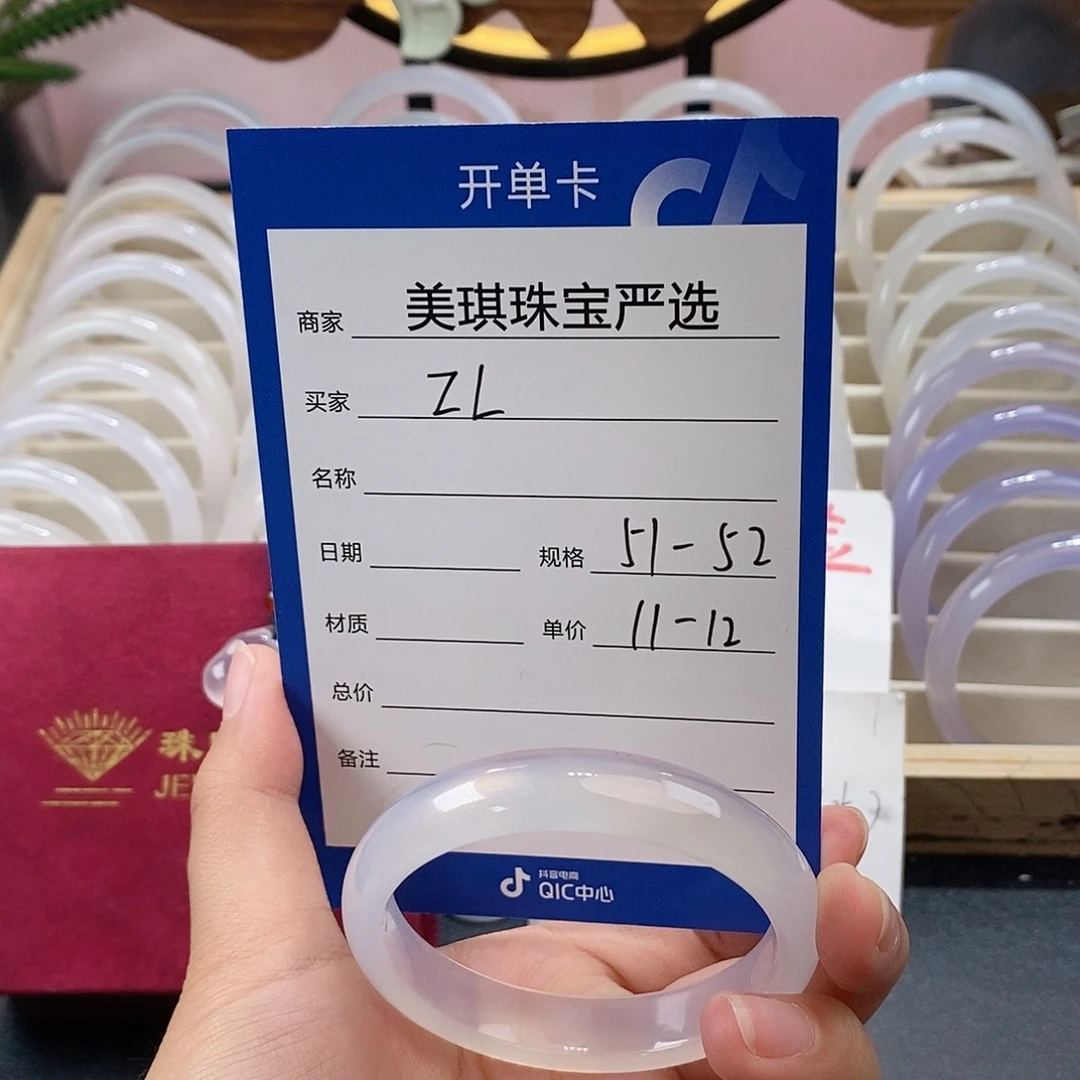 开单卡
商家 美琪珠宝严选
买家 ZL
名称
日期 规格 51-52
材质 单价 11-12
总价
备注
抖音电商
QIC中心
珠
JE